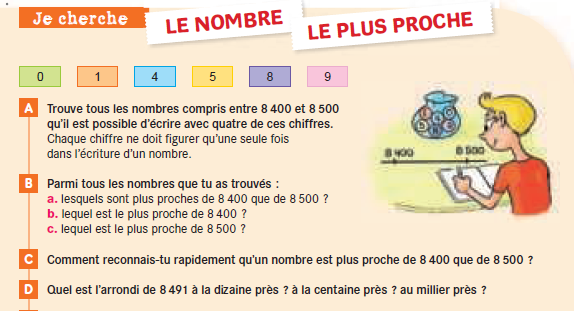 Je cherche
LE NOMBRE
LE PLUS PROCHE
0 1 4 5 8 9
A Trouve tous les nombres compris entre 8 400 et 8 500
qu'il est possible d'écrire avec quatre de ces chiffres.
Chaque chiffre ne doit figurer qu'une seule fois
dans l'écriture d'un nombre.
8 400 8 500
B Parmi tous les nombres que tu as trouvés :
a. lesquels sont plus proches de 8 400 que de 8 500 ?
b. lequel est le plus proche de 8 400 ?
c. lequel est le plus proche de 8 500 ?
C Comment reconnais-tu rapidement qu'un nombre est plus proche de 8 400 que de 8 500 ?
D Quel est l'arrondi de 8 491 à la dizaine près ? à la centaine près ? au millier près ?